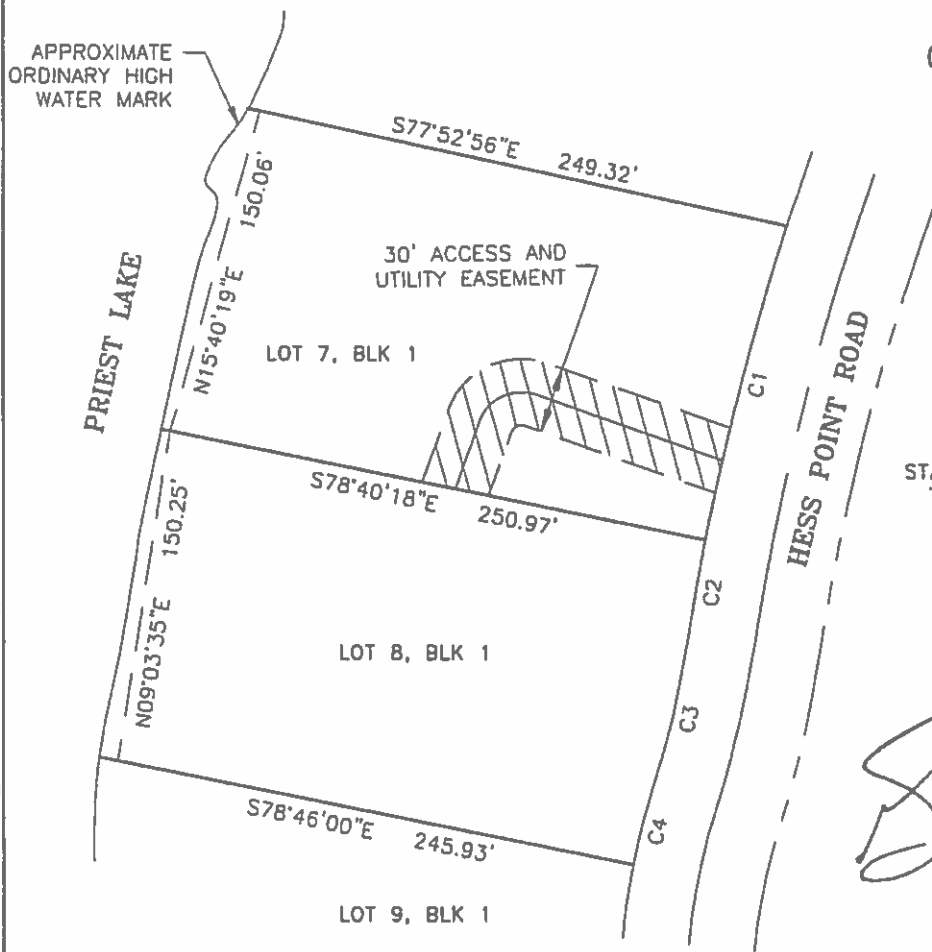 APPROXIMATE
ORDINARY HIGH
WATER MARK
S77°52'56"E 249.32'
150.06'
N15°40'19"E
30' ACCESS AND
UTILITY EASEMENT
PRIEST LAKE
LOT 7, BLK 1
C1
HESS POINT ROAD
S78°40'18"E 250.97'
150.25'
N09°03'35"E
C2
LOT 8, BLK 1
C3
S78°46'00"E 245.93'
C4
LOT 9, BLK 1